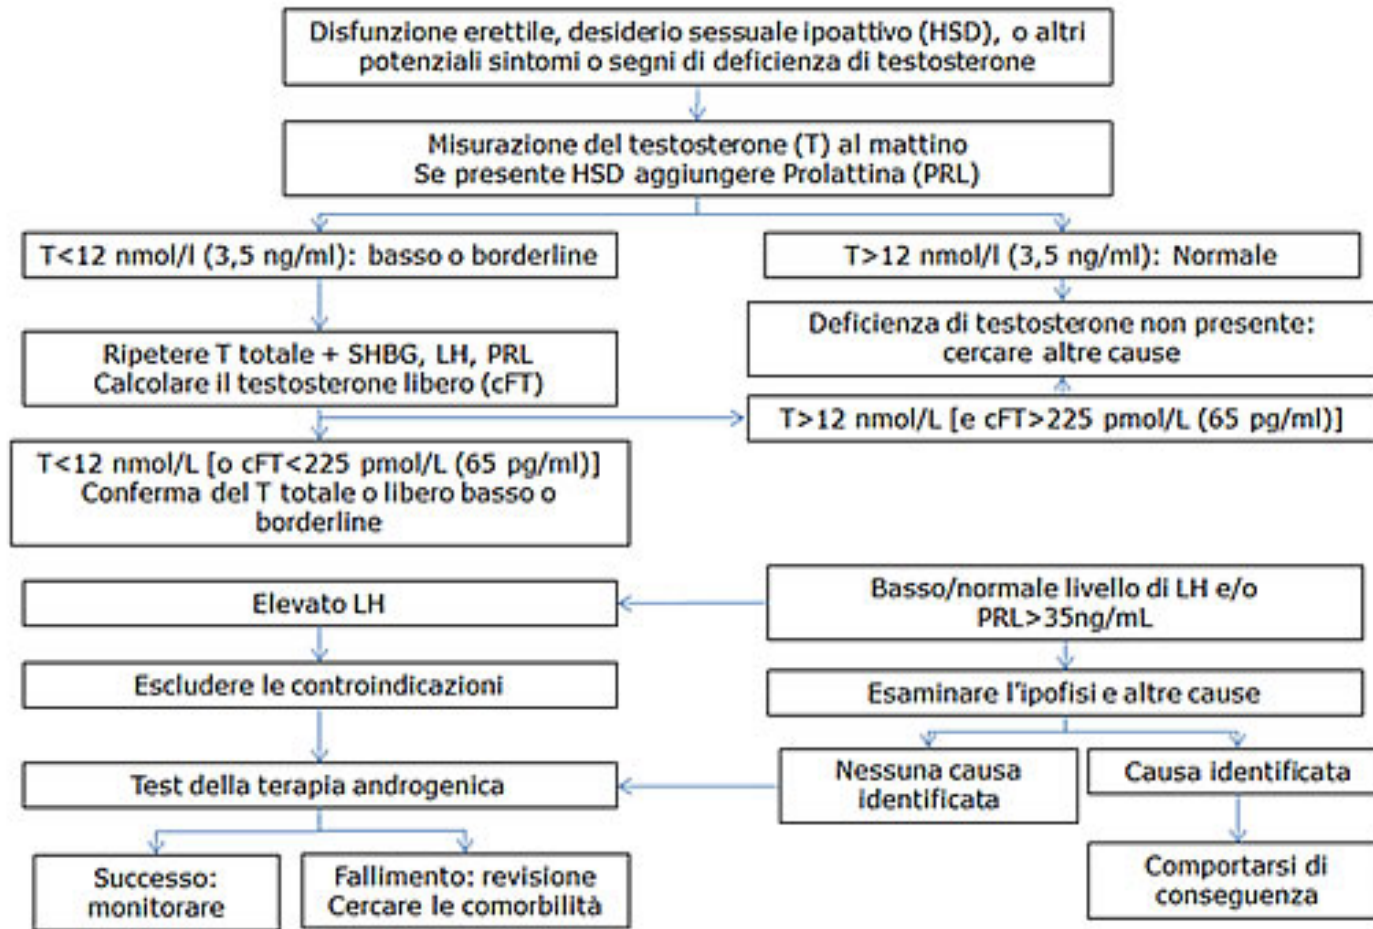 Disfunzione erettile, desiderio sessuale ipoattivo (HSD), o altri
potenziali sintomi o segni di deficienza di testosterone
Misurazione del testosterone (T) al mattino
Se presente HSD aggiungere Prolattina (PRL)
T<12 nmol/l (3,5 ng/ml): basso o borderline
T>12 nmol/l (3,5 ng/ml): Normale
Deficienza di testosterone non presente:
cercare altre cause
Ripetere T totale + SHBG, LH, PRL
Calcolare il testosterone libero (cFT)
T>12 nmol/L [e cFT>225 pmol/L (65 pg/ml)]
T<12 nmol/L [o cFT<225 pmol/L (65 pg/ml)]
Conferma del T totale o libero basso o
borderline
Elevato LH
Basso/normale livello di LH e/o
PRL>35ng/mL
Escludere le controindicazioni
Esaminare l'ipofisi e altre cause
Test della terapia androgenica
Nessuna causa
identificata
Causa identificata
Successo:
monitorare
Fallimento: revisione
Cercare le comorbilità
Comportarsi di
conseguenza